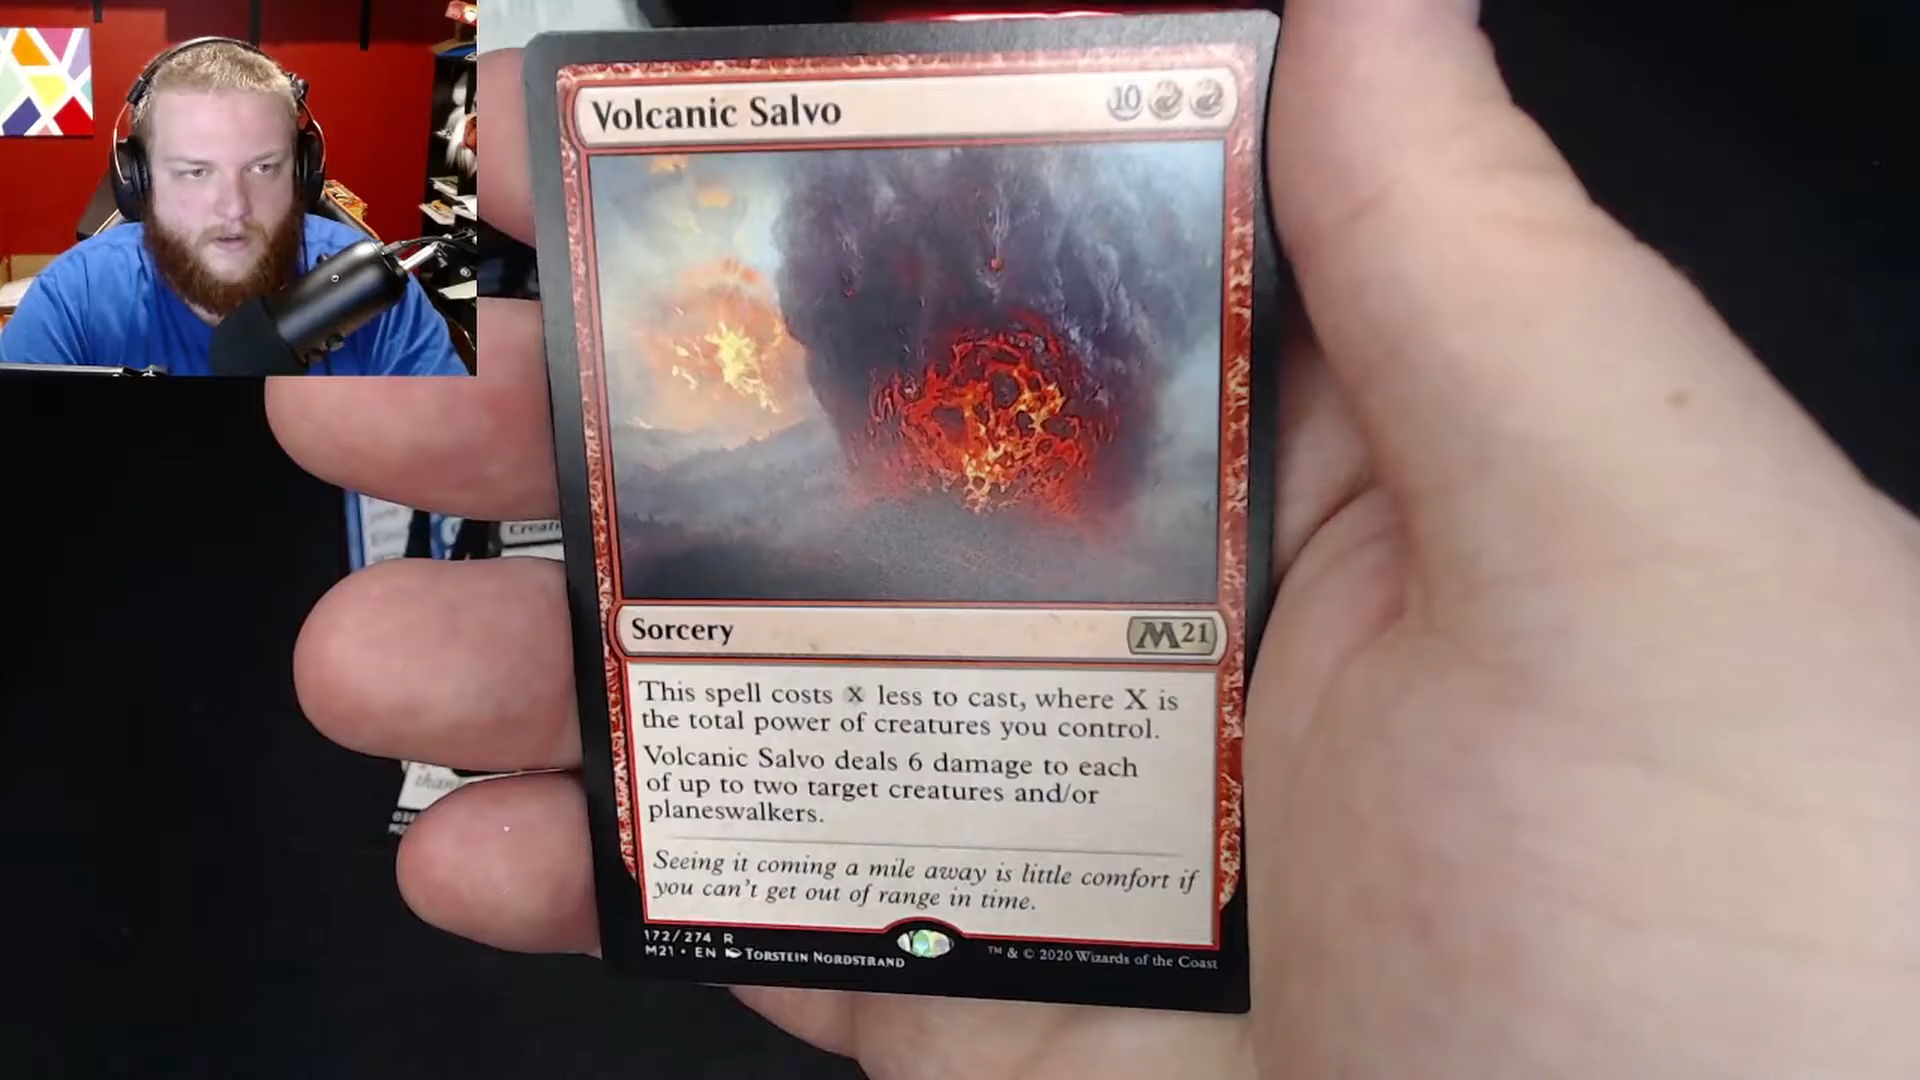 Volcanic Salvo
10
Sorcery
M21
This spell costs X less to cast, where X is
the total power of creatures you control.
Volcanic Salvo deals 6 damage to each
of up to two target creatures and/or
planeswalkers.
Seeing it coming a mile away is little comfort if
you can't get out of range in time.
172/274 R
M21 • EN TORSTEIN NORDSTRAND
™ & © 2020 Wizards of the Coast